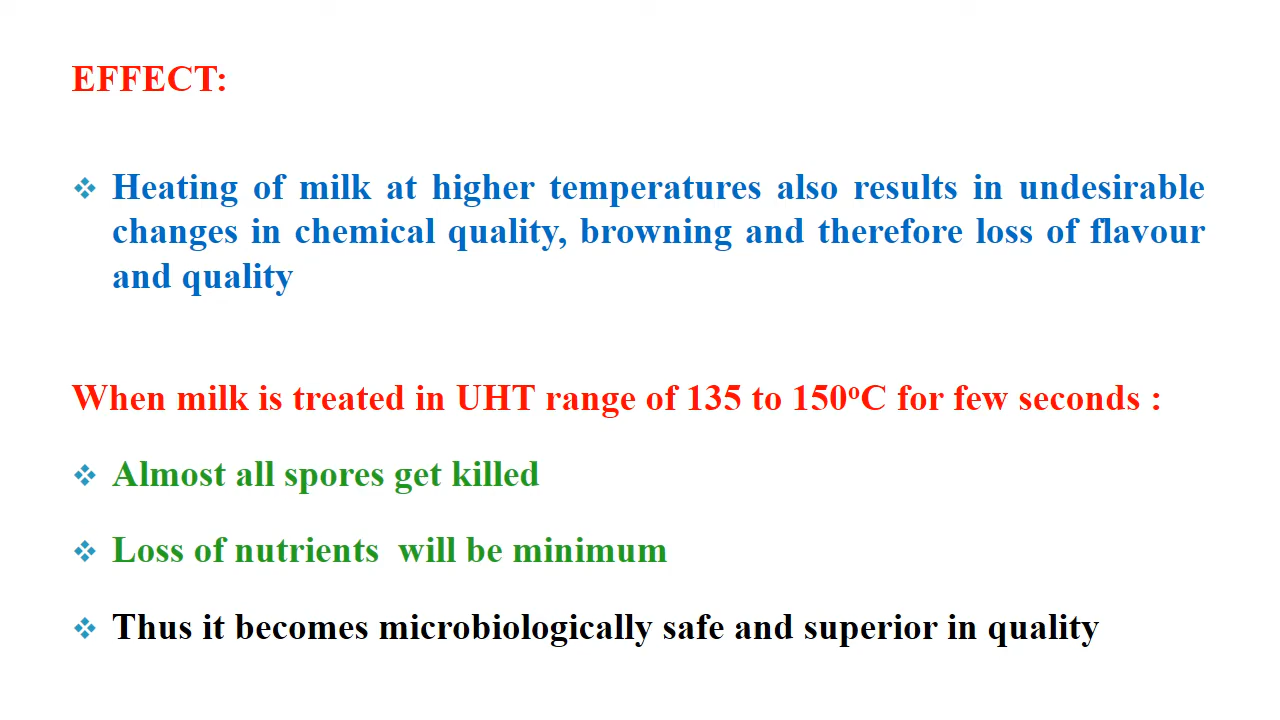 EFFECT:
❖ Heating of milk at higher temperatures also results in undesirable
changes in chemical quality, browning and therefore loss of flavour
and quality
When milk is treated in UHT range of 135 to 150ºC for few seconds :
❖ Almost all spores get killed
❖ Loss of nutrients  will be minimum
❖ Thus it becomes microbiologically safe and superior in quality